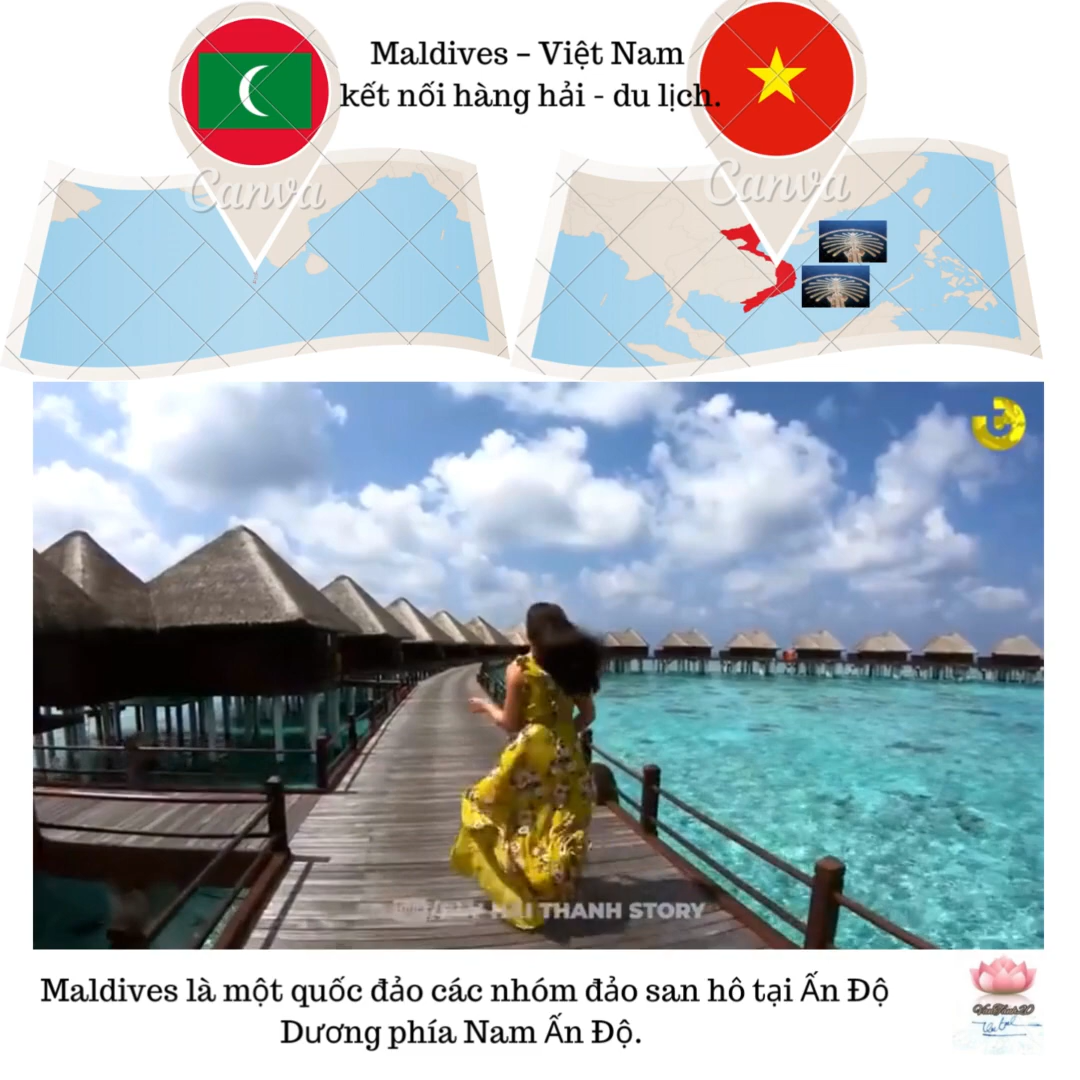 Maldives – Việt Nam
kết nối hàng hải - du lịch.
Canva
Canva
HẢI THANH STORY
Maldives là một quốc đảo các nhóm đảo san hô tại Ấn Độ
Dương phía Nam Ấn Độ.